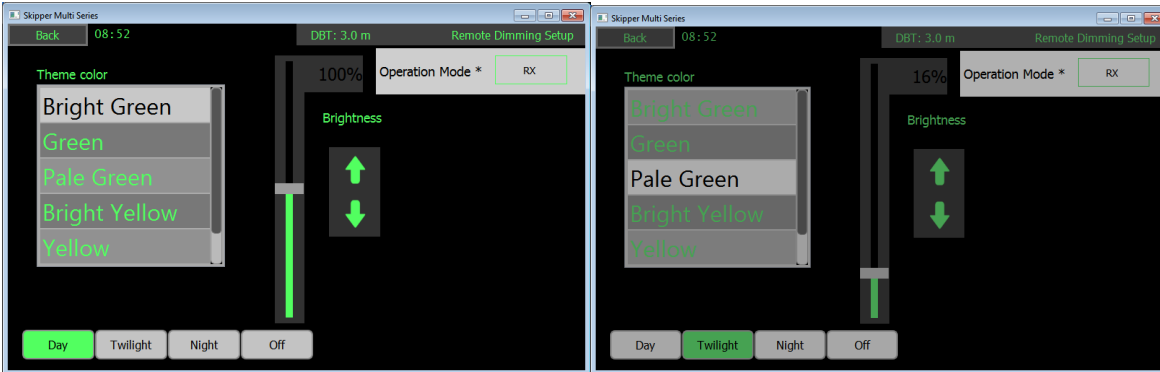 Skipper Multi Series
Back 08:52 DBT: 3.0 m Remote Dimming Setup
Theme color 100% Operation Mode * RX
Bright Green
Green
Pale Green
Bright Yellow
Yellow
Brightness
Day Twilight Night Off
Skipper Multi Series
Back 08:52 DBT: 3.0 m Remote Dimming Setup
Theme color 16% Operation Mode * RX
Bright Green
Green
Pale Green
Bright Yellow
Yellow
Brightness
Day Twilight Night Off